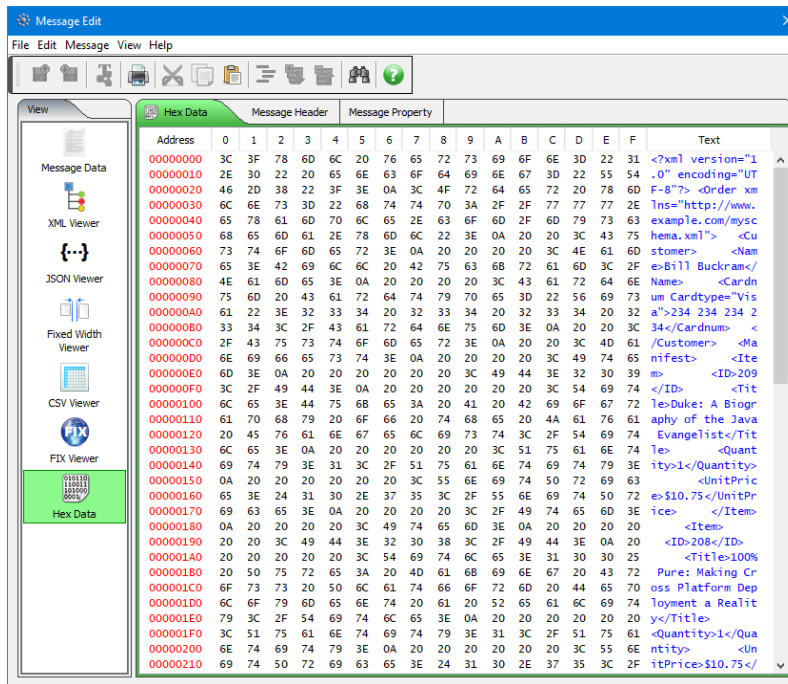 Message Edit
File Edit Message View Help
View
Message Data
XML Viewer
{--}
JSON Viewer
Fixed Width
Viewer
CSV Viewer
FIX
FIX Viewer
010110
110011
101000
0001
Hex Data
Hex Data Message Header Message Property
Address 0 1 2 3 4 5 6 7 8 9 A B C D E F Text
00000000 3C 3F 78 6D 6C 20 76 65 72 73 69 6F 6E 3D 22 31 <?xml version="1
00000010 2E 30 22 20 65 6E 63 6F 64 69 6E 67 3D 22 55 54 .0" encoding="UT
00000020 46 2D 38 22 3F 3E 0A 3C 4F 72 64 65 72 20 78 6D F-8"?> <Order xm
00000030 6C 6E 73 3D 22 68 74 74 70 3A 2F 2F 77 77 77 2E lns="http://www.
00000040 65 78 61 6D 70 6C 65 2E 63 6F 6D 2F 6D 79 73 63 example.com/mysc
00000050 68 65 6D 61 2E 78 6D 6C 22 3E 0A 20 20 3C 43 75 hema.xml"> <Cu
00000060 73 74 6F 6D 65 72 3E 0A 20 20 20 20 3C 4E 61 6D stomer> <Nam
00000070 65 3E 42 69 6C 6C 20 42 75 63 6B 72 61 6D 3C 2F e>Bill Buckram</
00000080 4E 61 6D 65 3E 0A 20 20 20 20 3C 43 61 72 64 6E Name> <Cardn
00000090 75 6D 20 43 61 72 64 74 79 70 65 3D 22 56 69 73 um Cardtype="Vis
000000A0 61 22 3E 32 33 34 20 32 33 34 20 32 33 34 20 32 a">234 234 234 2
000000B0 33 34 3C 2F 43 61 72 64 6E 75 6D 3E 0A 20 20 3C 34</Cardnum> <
000000C0 2F 43 75 73 74 6F 6D 65 72 3E 0A 20 20 3C 4D 61 /Customer> <Ma
000000D0 6E 69 66 65 73 74 3E 0A 20 20 20 20 3C 49 74 65 nifest> <Ite
000000E0 6D 3E 0A 20 20 20 20 20 20 3C 49 44 3E 32 30 39 m> <ID>209
000000F0 3C 2F 49 44 3E 0A 20 20 20 20 20 20 3C 54 69 74 </ID> <Tit
00000100 6C 65 3E 44 75 6B 65 3A 20 41 20 42 69 6F 67 72 le>Duke: A Biogr
00000110 61 70 68 79 20 6F 66 20 74 68 65 20 4A 61 76 61 aphy of the Java
00000120 20 45 76 61 6E 67 65 6C 69 73 74 3C 2F 54 69 74 Evangelist</Tit
00000130 6C 65 3E 0A 20 20 20 20 20 20 3C 51 75 61 6E 74 le> <Quant
00000140 69 74 79 3E 31 3C 2F 51 75 61 6E 74 69 74 79 3E ity>1</Quantity>
00000150 0A 20 20 20 20 20 20 3C 55 6E 69 74 50 72 69 63 <UnitPric
00000160 65 3E 24 31 30 2E 37 35 3C 2F 55 6E 69 74 50 72 e>$10.75</UnitPr
00000170 69 63 65 3E 0A 20 20 20 20 3C 2F 49 74 65 6D 3E ice> </Item>
00000180 0A 20 20 20 20 3C 49 74 65 6D 3E 0A 20 20 20 20 <Item>
00000190 20 20 3C 49 44 3E 32 30 38 3C 2F 49 44 3E 0A 20 <ID>208</ID>
000001A0 20 20 20 20 20 3C 54 69 74 6C 65 3E 31 30 30 25 <Title>100%
000001B0 20 50 75 72 65 3A 20 4D 61 6B 69 6E 67 20 43 72 Pure: Making Cr
000001C0 6F 73 73 20 50 6C 61 74 66 6F 72 6D 20 44 65 70 oss Platform Dep
000001D0 6C 6F 79 6D 65 6E 74 20 61 20 52 65 61 6C 69 74 loyment a Realit
000001E0 79 3C 2F 54 69 74 6C 65 3E 0A 20 20 20 20 20 20 y</Title>
000001F0 3C 51 75 61 6E 74 69 74 79 3E 31 3C 2F 51 75 61 <Quantity>1</Qua
00000200 6E 74 69 74 79 3E 0A 20 20 20 20 20 20 3C 55 6E ntity> <Un
00000210 69 74 50 72 69 63 65 3E 24 31 30 2E 37 35 3C 2F itPrice>$10.75</